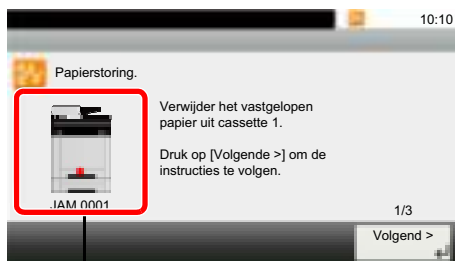 10:10
Papierstoring.
Verwijder het vastgelopen
papier uit cassette 1.
Druk op [Volgende >] om de
instructies te volgen.
JAM 0001
1/3
Volgend >